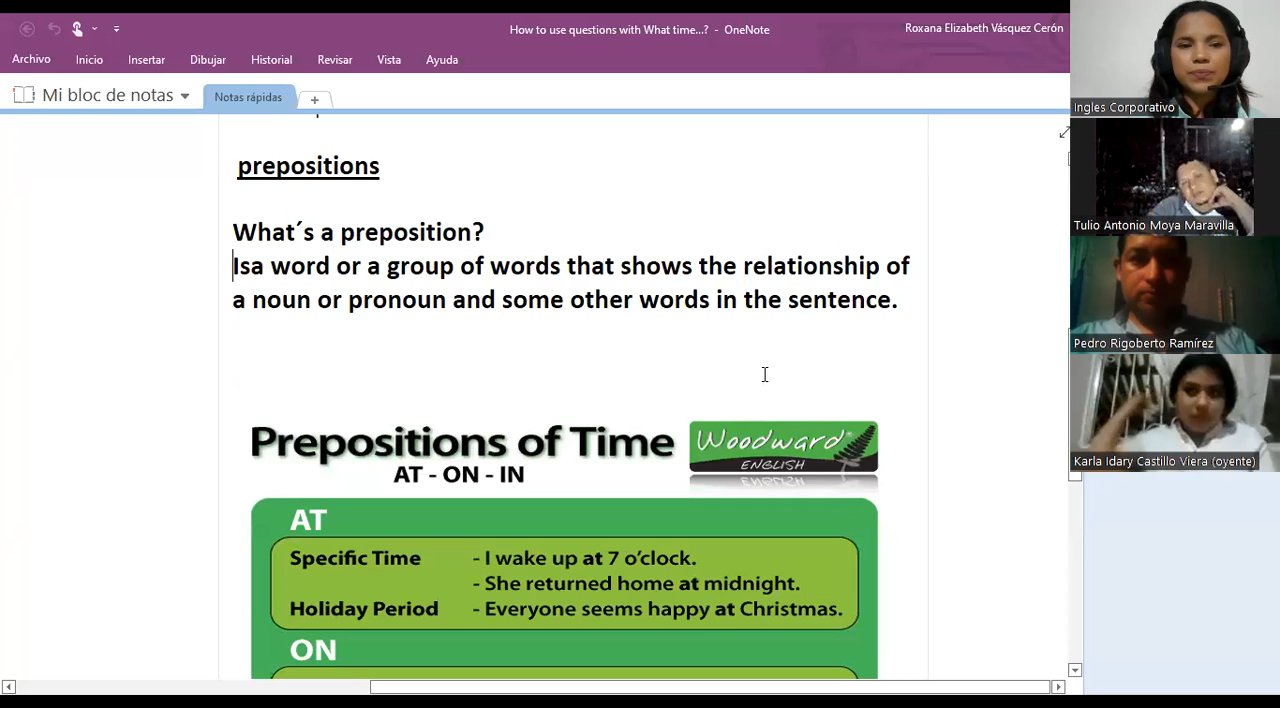 How to use questions with What time...? - OneNote
Roxana Elizabeth Vásquez Cerón
Archivo
Inicio
Insertar
Dibujar
Historial
Revisar
Vista
Ayuda
Mi bloc de notas
Notas rápidas
prepositions
What´s a preposition?
Isa word or a group of words that shows the relationship of
a noun or pronoun and some other words in the sentence.
Prepositions of Time
AT - ON - IN
Woodward
ENGLISH
AT
Specific Time - I wake up at 7 o'clock.
- She returned home at midnight.
Holiday Period - Everyone seems happy at Christmas.
ON
Ingles Corporativo
Tulio Antonio Moya Maravilla
Pedro Rigoberto Ramírez
Karla Idary Castillo Viera (oyente)